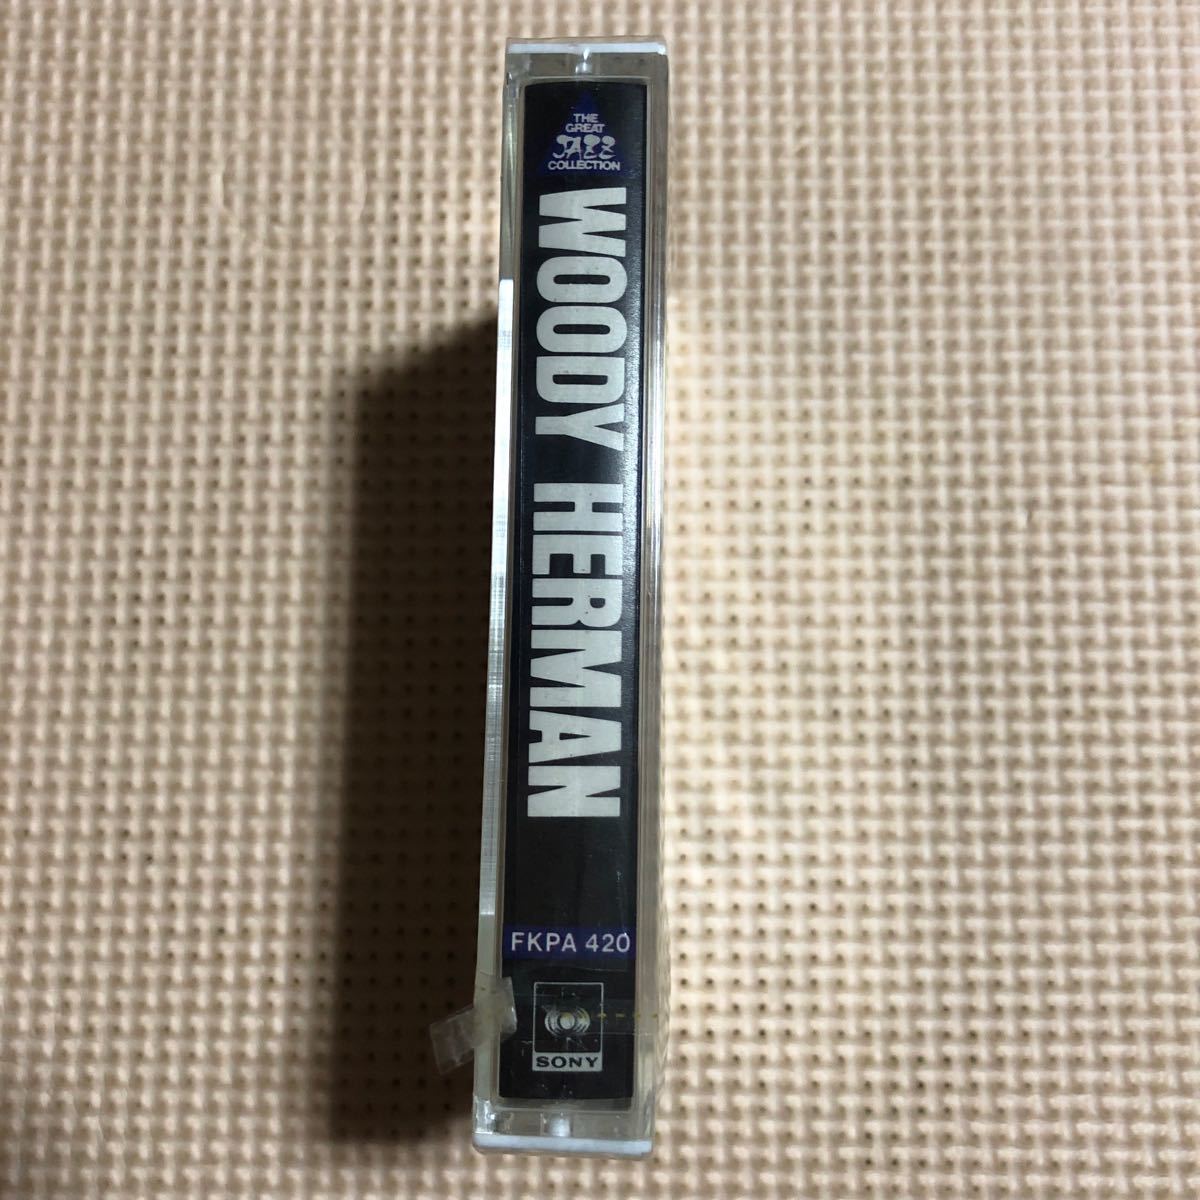 THE
GREAT
JAZZ
COLLECTION
WOODY HERMAN
FKPA 420
SONY